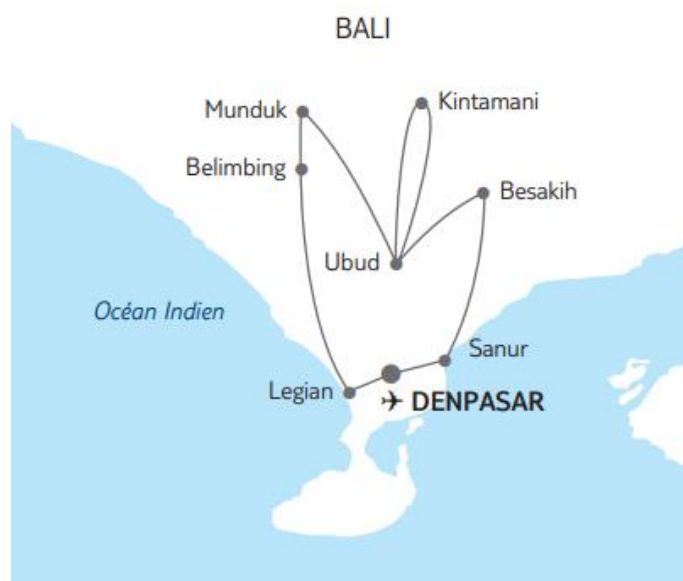 BALI
Kintamani
Munduk
Belimbing
Besakih
Ubud
Océan Indien
Sanur
Legian
DENPASAR